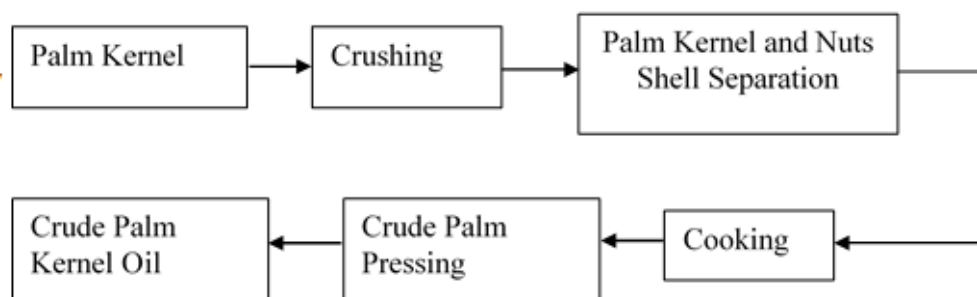 Palm Kernel
Crushing
Palm Kernel and Nuts
Shell Separation
Cooking
Crude Palm
Pressing
Crude Palm
Kernel Oil